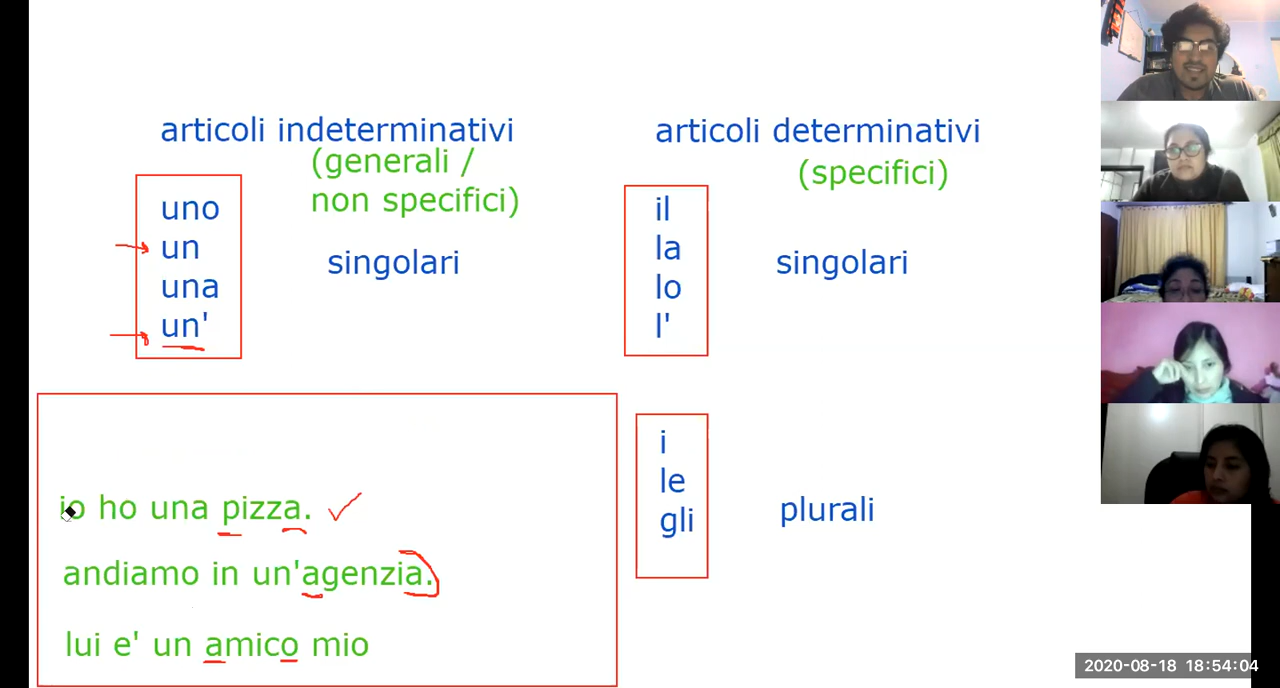 articoli indeterminativi
(generali /
non specifici)
uno
un
una
un'
singolari
articoli determinativi
(specifici)
il
la
lo
l'
singolari
i
le
gli
plurali
io ho una pizza.
andiamo in un'agenzia.
lui e' un amico mio
2020-08-18 18:54:04